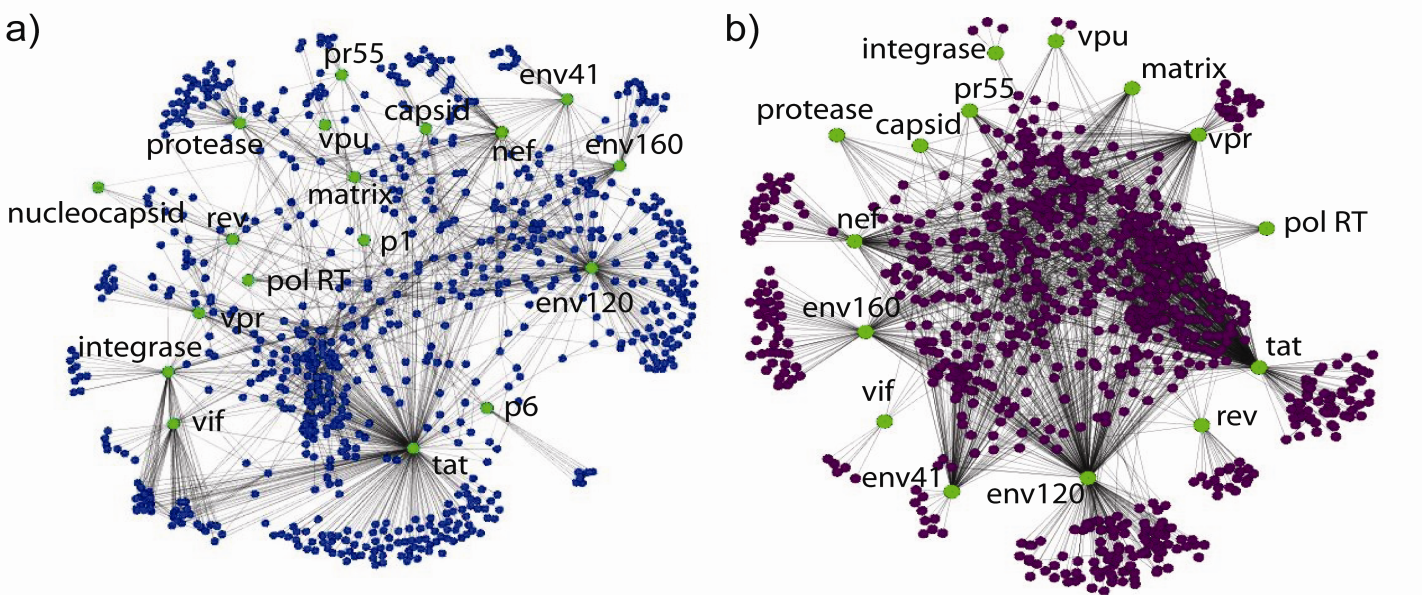 a)
pr55
env41
capsid
protease
vpu
nef
env160
matrix
nucleocapsid
rev
p1
pol RT
env120
vpr
integrase
p6
vif
tat
b)
integrase
vpu
matrix
pr55
protease
capsid
vpr
nef
pol RT
env160
tat
vif
rev
env41
env120